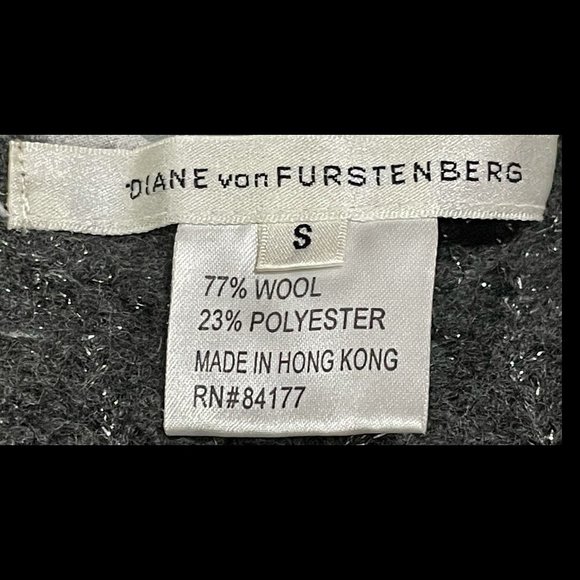 DIANE von FURSTENBERG
S
77% WOOL
23% POLYESTER
MADE IN HONG KONG
RN#84177